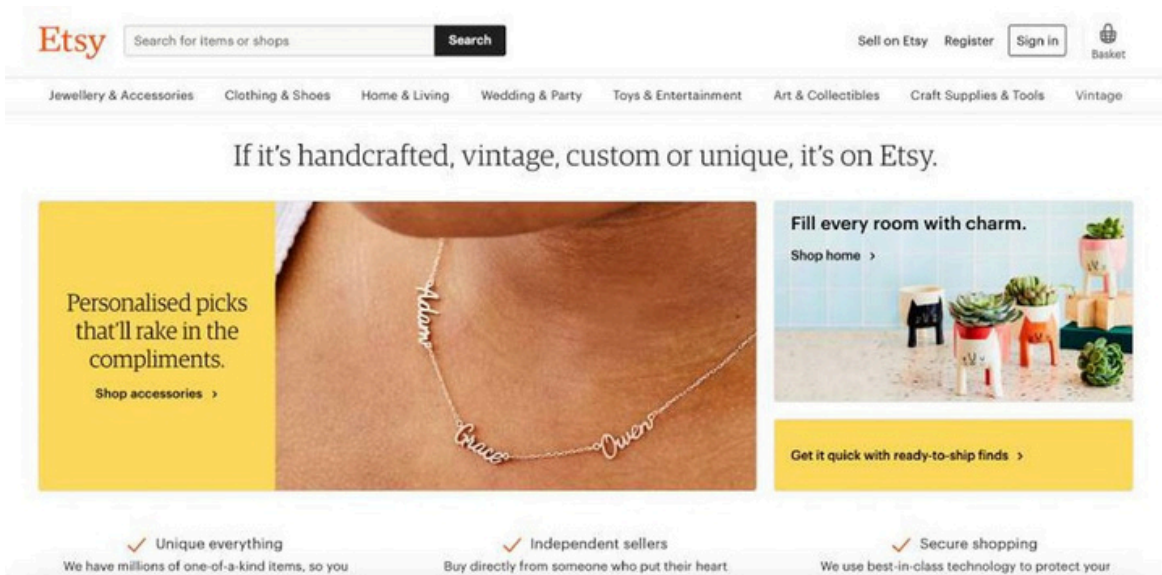 Etsy
Search for items or shops
Search
Sell on Etsy
Register
Sign in
Basket
Jewellery & Accessories
Clothing & Shoes
Home & Living
Wedding & Party
Toys & Entertainment
Art & Collectibles
Craft Supplies & Tools
Vintage
If it's handcrafted, vintage, custom or unique, it's on Etsy.
Personalised picks
that'll rake in the
compliments.
Shop accessories >
Adam
Grace
Owen
Fill every room with charm.
Shop home >
Get it quick with ready-to-ship finds >
Unique everything
We have millions of one-of-a-kind items, so you
Independent sellers
Buy directly from someone who put their heart
Secure shopping
We use best-in-class technology to protect your